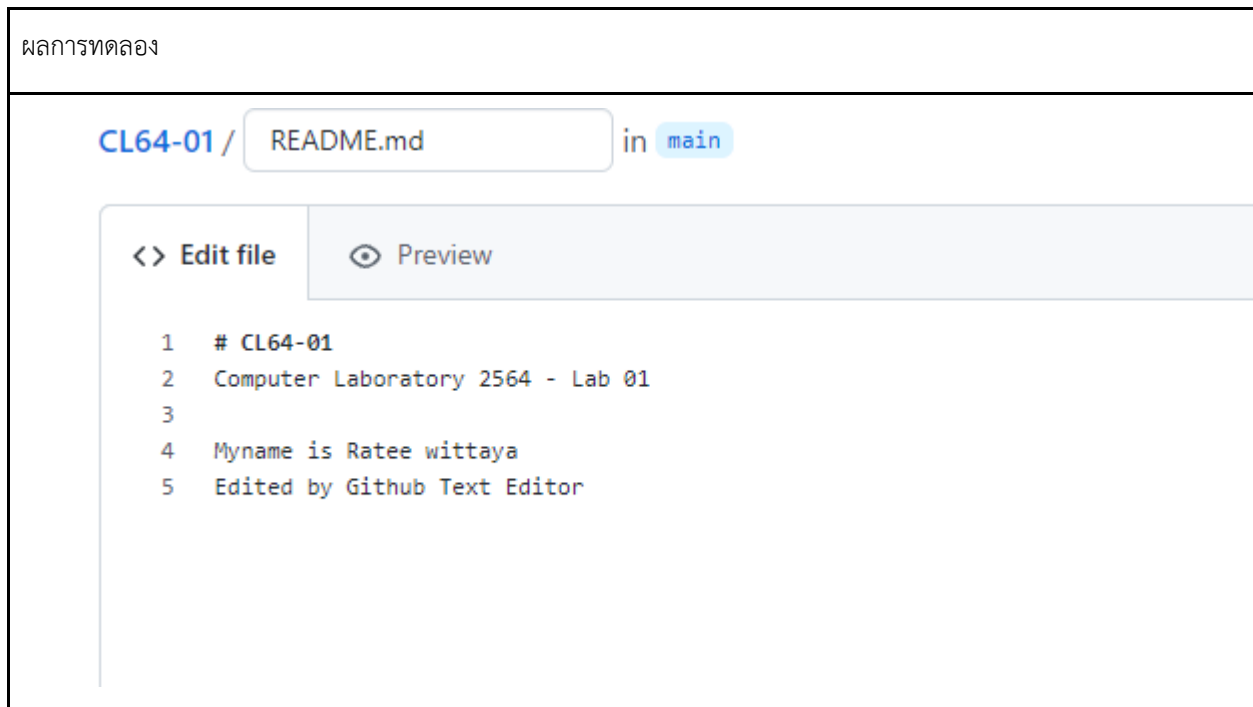 ผลการทดลอง
CL64-01 / README.md in main
<> Edit file Preview
1 # CL64-01
2 Computer Laboratory 2564 - Lab 01
3
4 Myname is Ratee wittaya
5 Edited by Github Text Editor